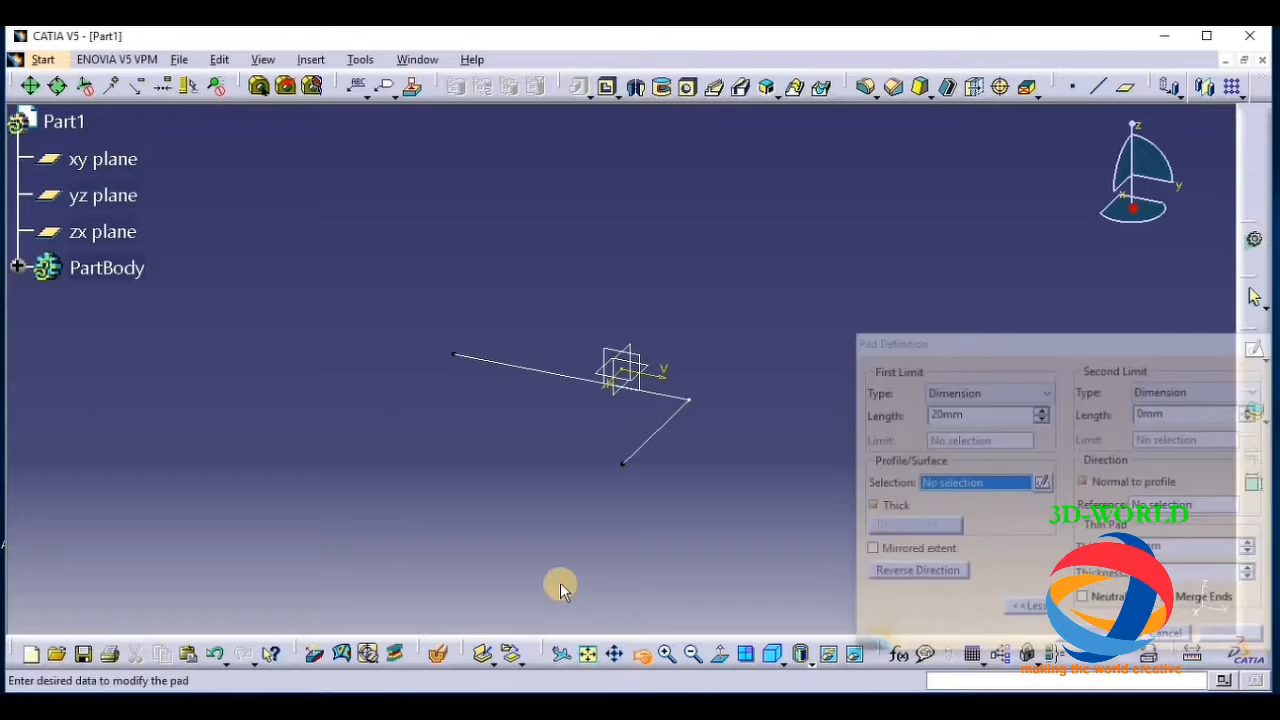 CATIA V5 - [Part1]
Start ENOVIA V5 VPM File Edit View Insert Tools Window Help
ABC
Part1
xy plane
yz plane
zx plane
PartBody
z
y
x
V
Pad Definition
First Limit
Type: Dimension
Length: 20mm
Limit: No selection
Profile/Surface
Selection: No selection
Thick
Mirrored extent
Reverse Direction
<<Less
Second Limit
Type: Dimension
Length: 0mm
Limit: No selection
Direction
Normal to profile
Reference: No selection
Thin Pad
Thickness
Merge Ends
Cancel
3D-WORLD
making the world creative
f(x)
CATIA
Enter desired data to modify the pad